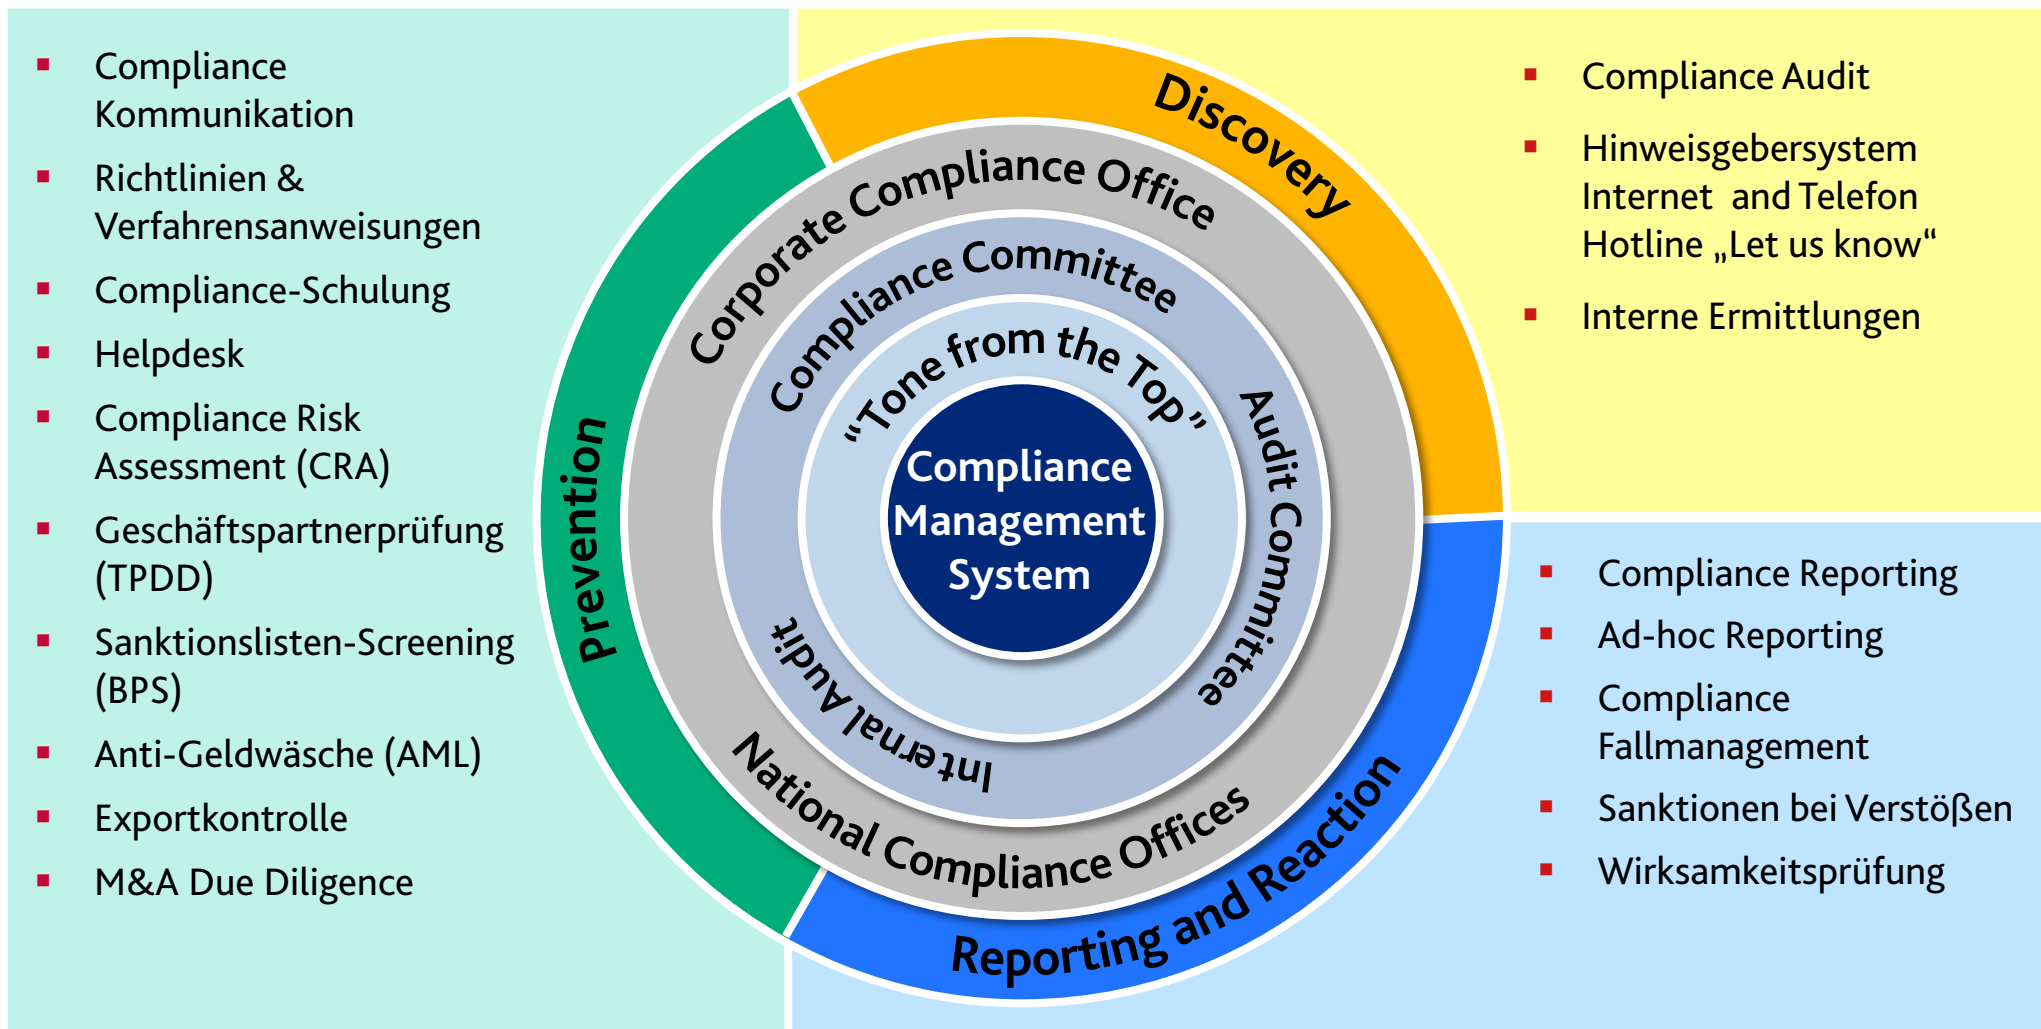 Compliance
Kommunikation
Richtlinien &
Verfahrensanweisungen
Compliance-Schulung
Helpdesk
Compliance Risk
Assessment (CRA)
Geschäftspartnerprüfung
(TPDD)
Sanktionslisten-Screening
(BPS)
Anti-Geldwäsche (AML)
Exportkontrolle
M&A Due Diligence
Prevention
Discovery
Reporting and Reaction
Corporate Compliance Office
National Compliance Offices
Compliance Committee
Audit Committee
Internal Audit
“Tone from the Top”
Compliance
Management
System
Compliance Audit
Hinweisgebersystem
Internet and Telefon
Hotline „Let us know“
Interne Ermittlungen
Compliance Reporting
Ad-hoc Reporting
Compliance
Fallmanagement
Sanktionen bei Verstößen
Wirksamkeitsprüfung